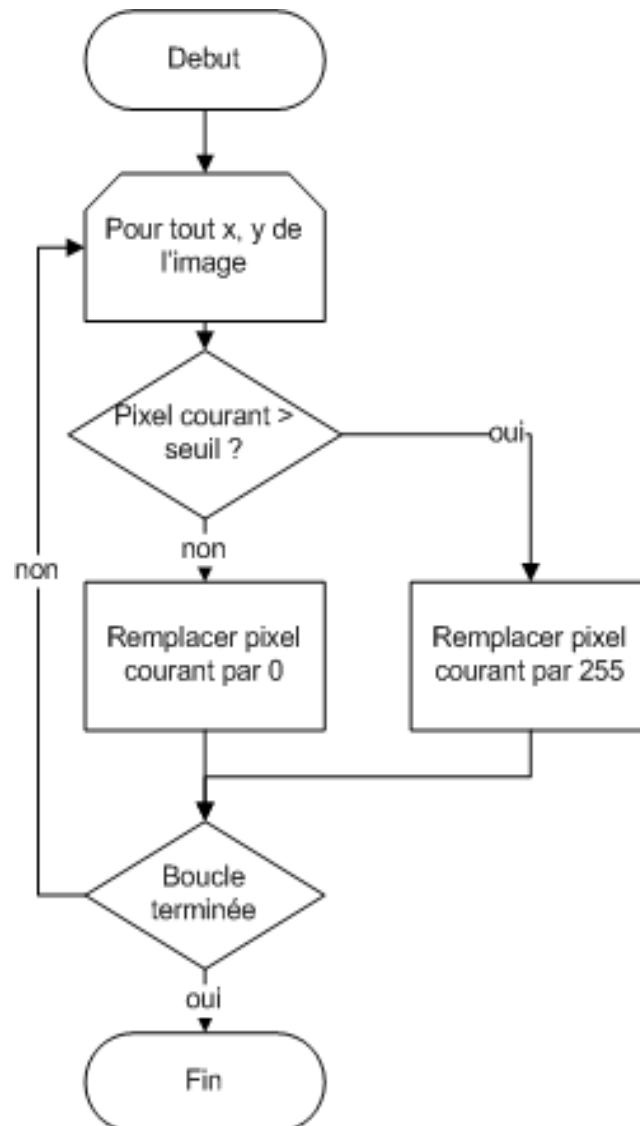 Debut
Pour tout x, y de
l'image
Pixel courant >
seuil ?
oui
non
non
Remplacer pixel
courant par 0
Remplacer pixel
courant par 255
Boucle
terminée
oui
Fin